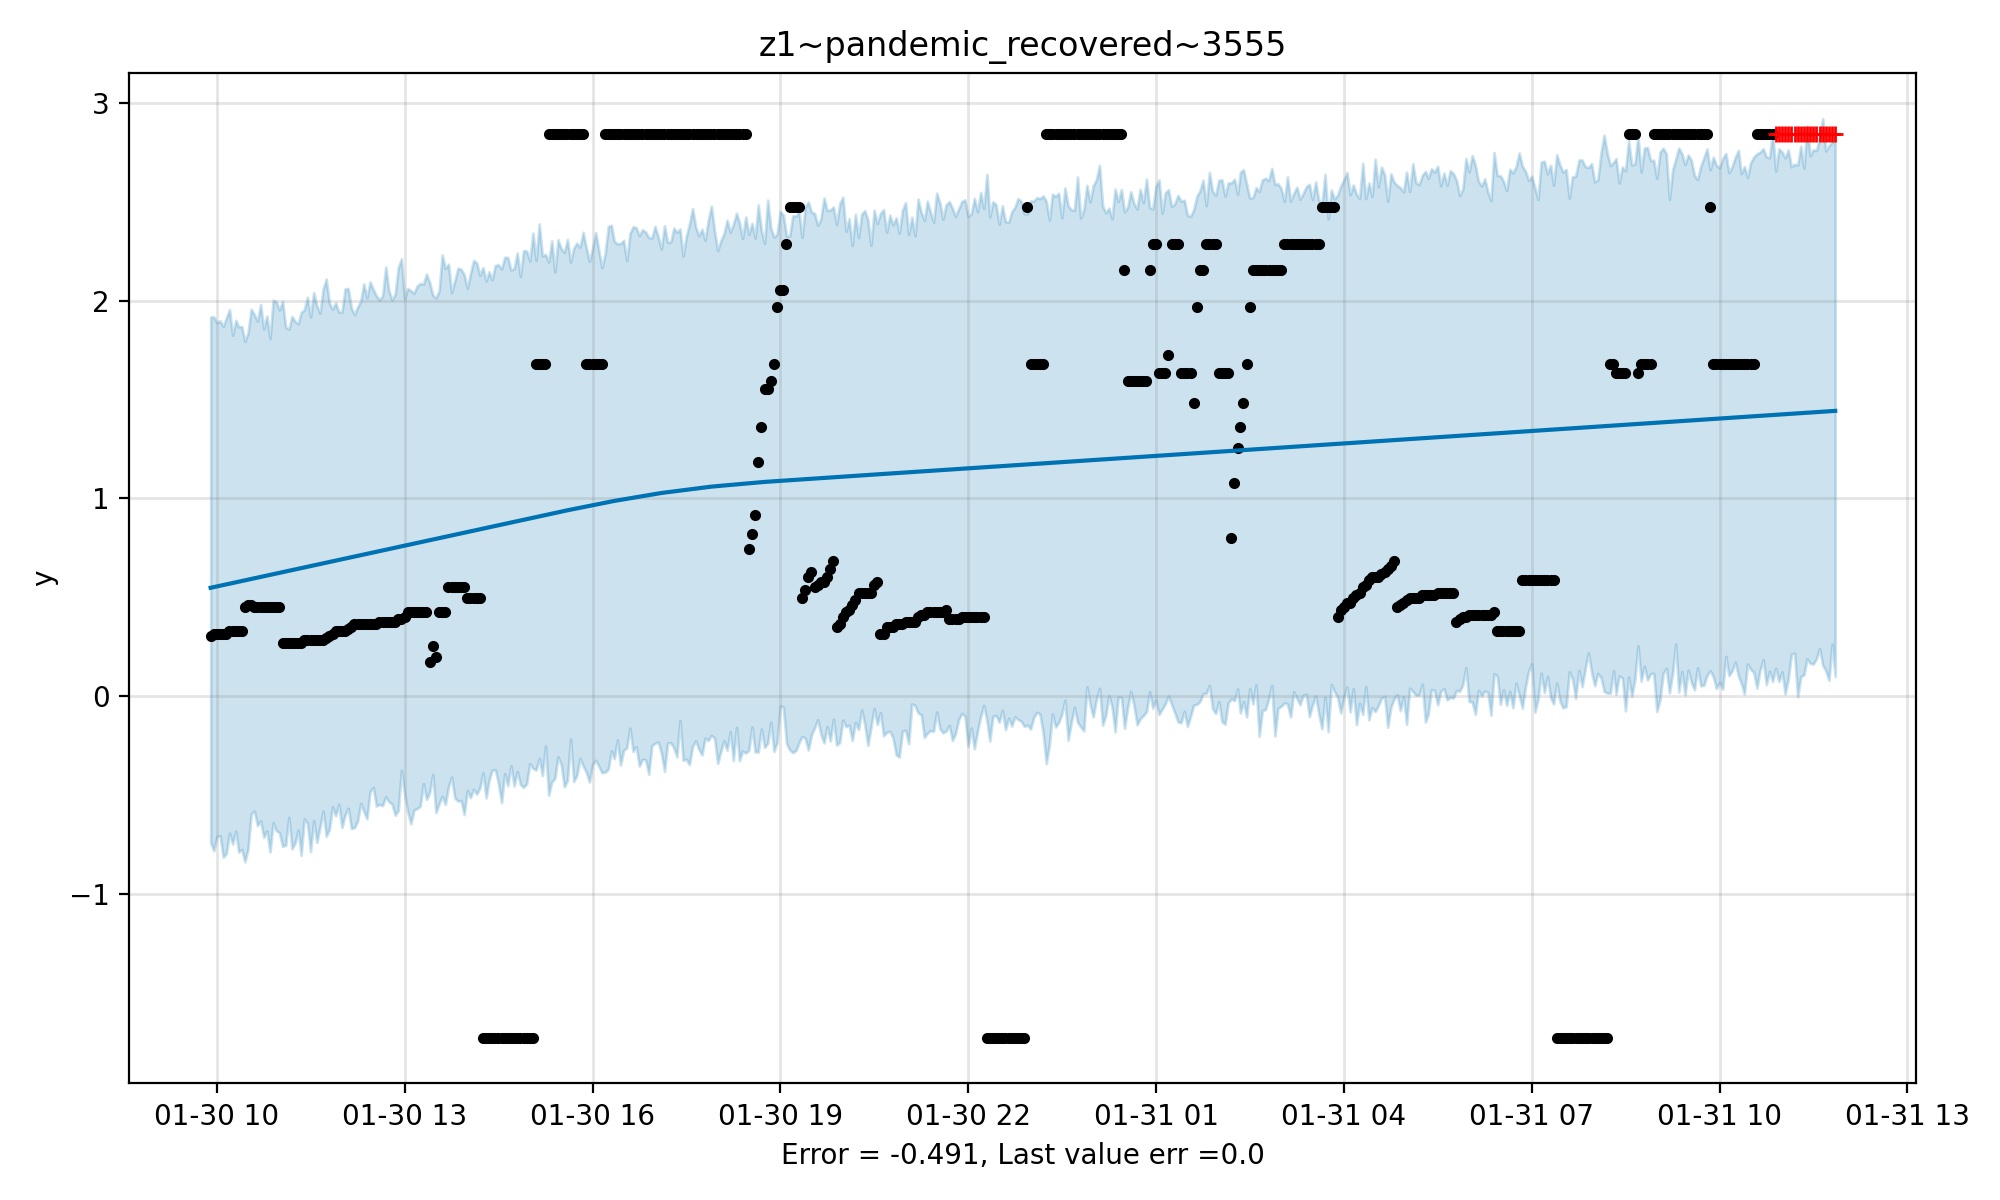 z1~pandemic_recovered~3555
3
2
1
0
−1
y
01-30 10 01-30 13 01-30 16 01-30 19 01-30 22 01-31 01 01-31 04 01-31 07 01-31 10 01-31 13
Error = -0.491, Last value err =0.0